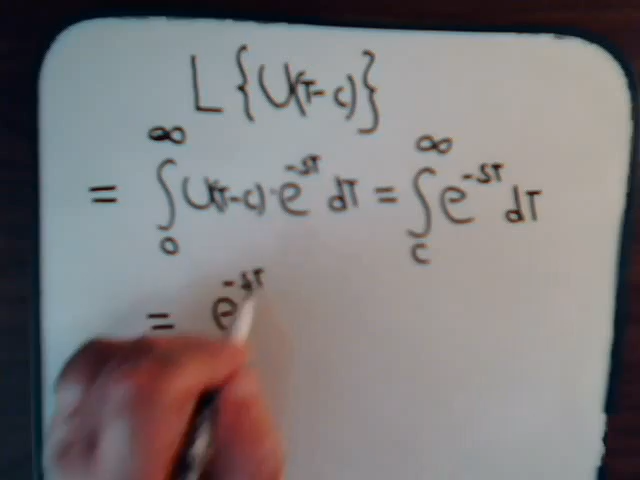 L{U(T-c)}
= ∫₀^∞ U(T-c)·e^-ST dT = ∫_c^∞ e^-ST dT
= e^-ST